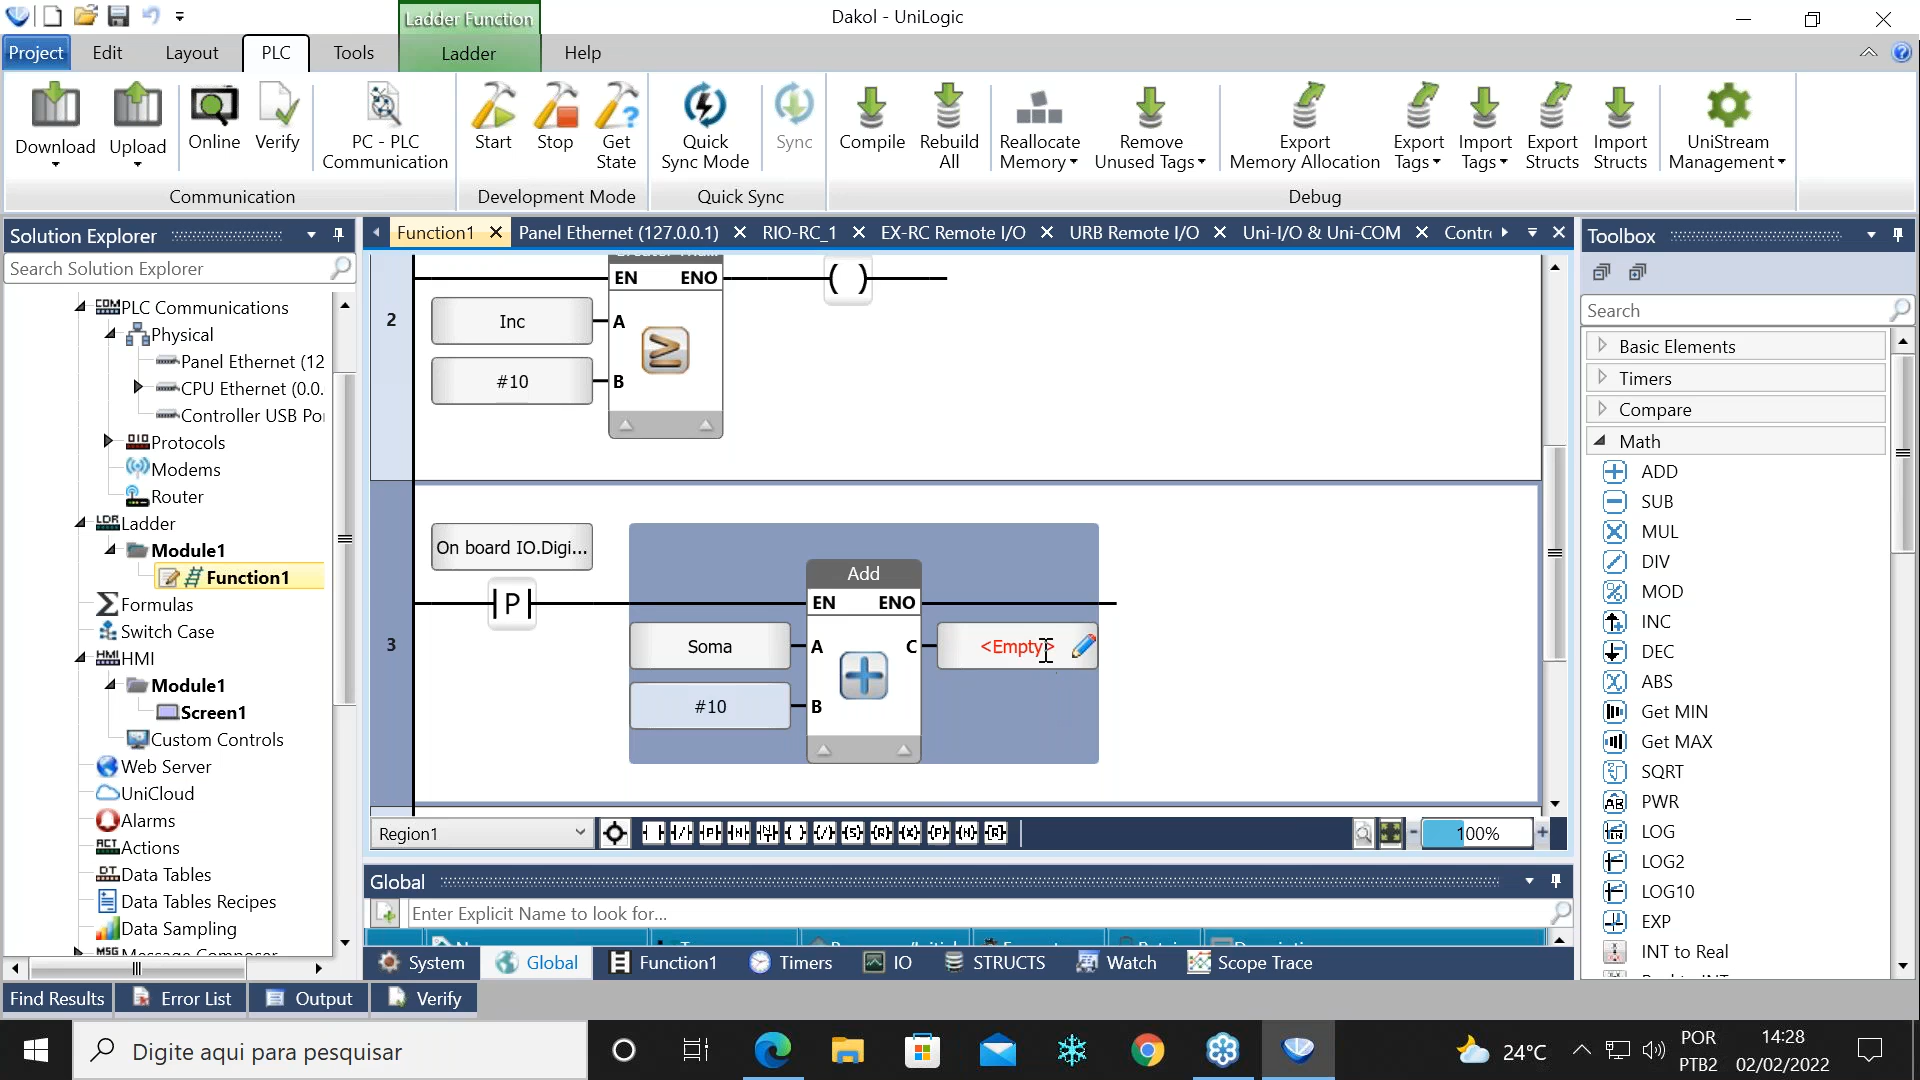 Ladder Function
Dakol - UniLogic
Project
Edit
Layout
PLC
Tools
Ladder
Help
Download
Upload
Online
Verify
PC - PLC
Communication
Start
Stop
Get
State
Quick
Sync Mode
Sync
Compile
Rebuild
All
Reallocate
Memory
Remove
Unused Tags
Export
Memory Allocation
Export
Tags
Import
Tags
Export
Structs
Import
Structs
UniStream
Management
Communication
Development Mode
Quick Sync
Debug
Solution Explorer
Search Solution Explorer
PLC Communications
Physical
Panel Ethernet (12
CPU Ethernet (0.0.
Controller USB Por
Protocols
Modems
Router
Ladder
Module1
Function1
Formulas
Switch Case
HMI
Module1
Screen1
Custom Controls
Web Server
UniCloud
Alarms
Actions
Data Tables
Data Tables Recipes
Data Sampling
Function1
Panel Ethernet (127.0.0.1)
RIO-RC_1
EX-RC Remote I/O
URB Remote I/O
Uni-I/O & Uni-COM
Contro
2
EN ENO
Inc
A
#10
B
3
On board IO.Digi...
P
Add
EN ENO
Soma
A
C
<Empty>
#10
B
Region1
100%
Global
Enter Explicit Name to look for...
System
Global
Function1
Timers
IO
STRUCTS
Watch
Scope Trace
Toolbox
Search
Basic Elements
Timers
Compare
Math
ADD
SUB
MUL
DIV
MOD
INC
DEC
ABS
Get MIN
Get MAX
SQRT
PWR
LOG
LOG2
LOG10
EXP
INT to Real
Find Results
Error List
Output
Verify
Digite aqui para pesquisar
24°C
POR
PTB2
14:28
02/02/2022